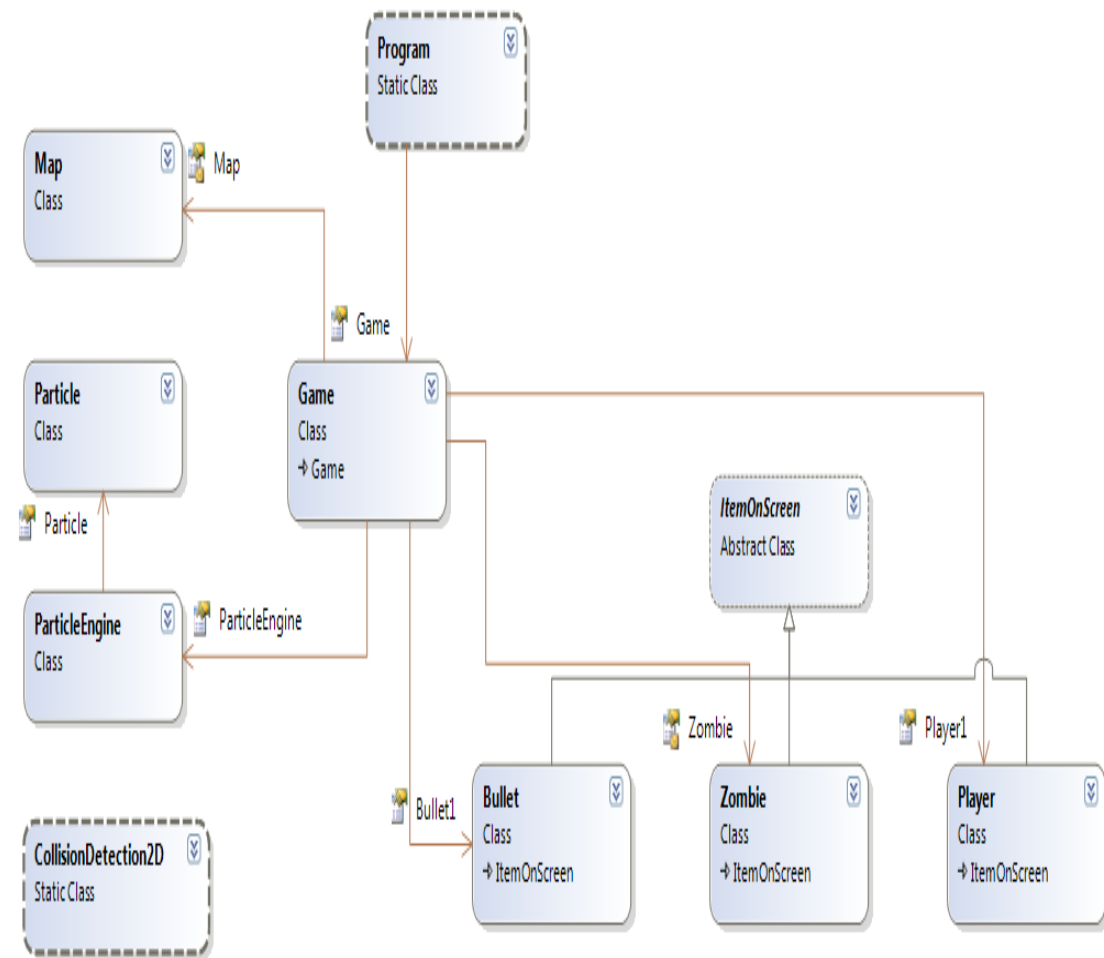 Program
Static Class
Map
Class
Map
Game
Particle
Class
Game
Class
Game
Particle
ItemOnScreen
Abstract Class
ParticleEngine
Class
ParticleEngine
Zombie
Player1
Bullet1
Bullet
Class
ItemOnScreen
Zombie
Class
ItemOnScreen
Player
Class
ItemOnScreen
CollisionDetection2D
Static Class